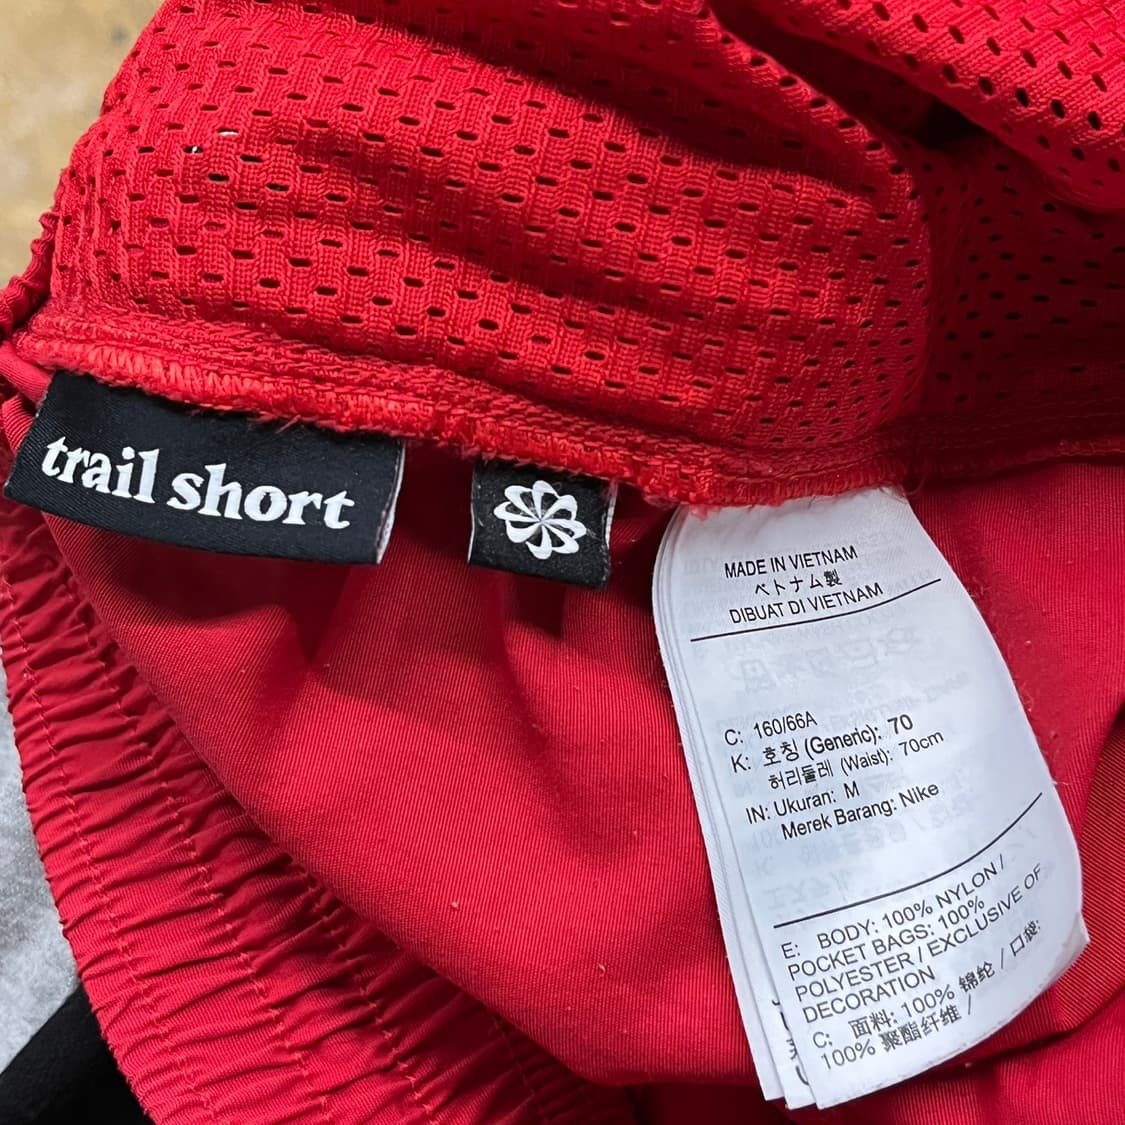 trail short
MADE IN VIETNAM
ベトナム製
DIBUAT DI VIETNAM
C: 160/66A
K: 호칭 (Generic): 70
허리둘레 (Waist): 70cm
IN: Ukuran: M
Merek Barang: Nike
E: BODY: 100% NYLON /
POCKET BAGS: 100%
POLYESTER / EXCLUSIVE OF
DECORATION
C: 面料: 100% 锦纶 / 口袋:
100% 聚酯纤维 /